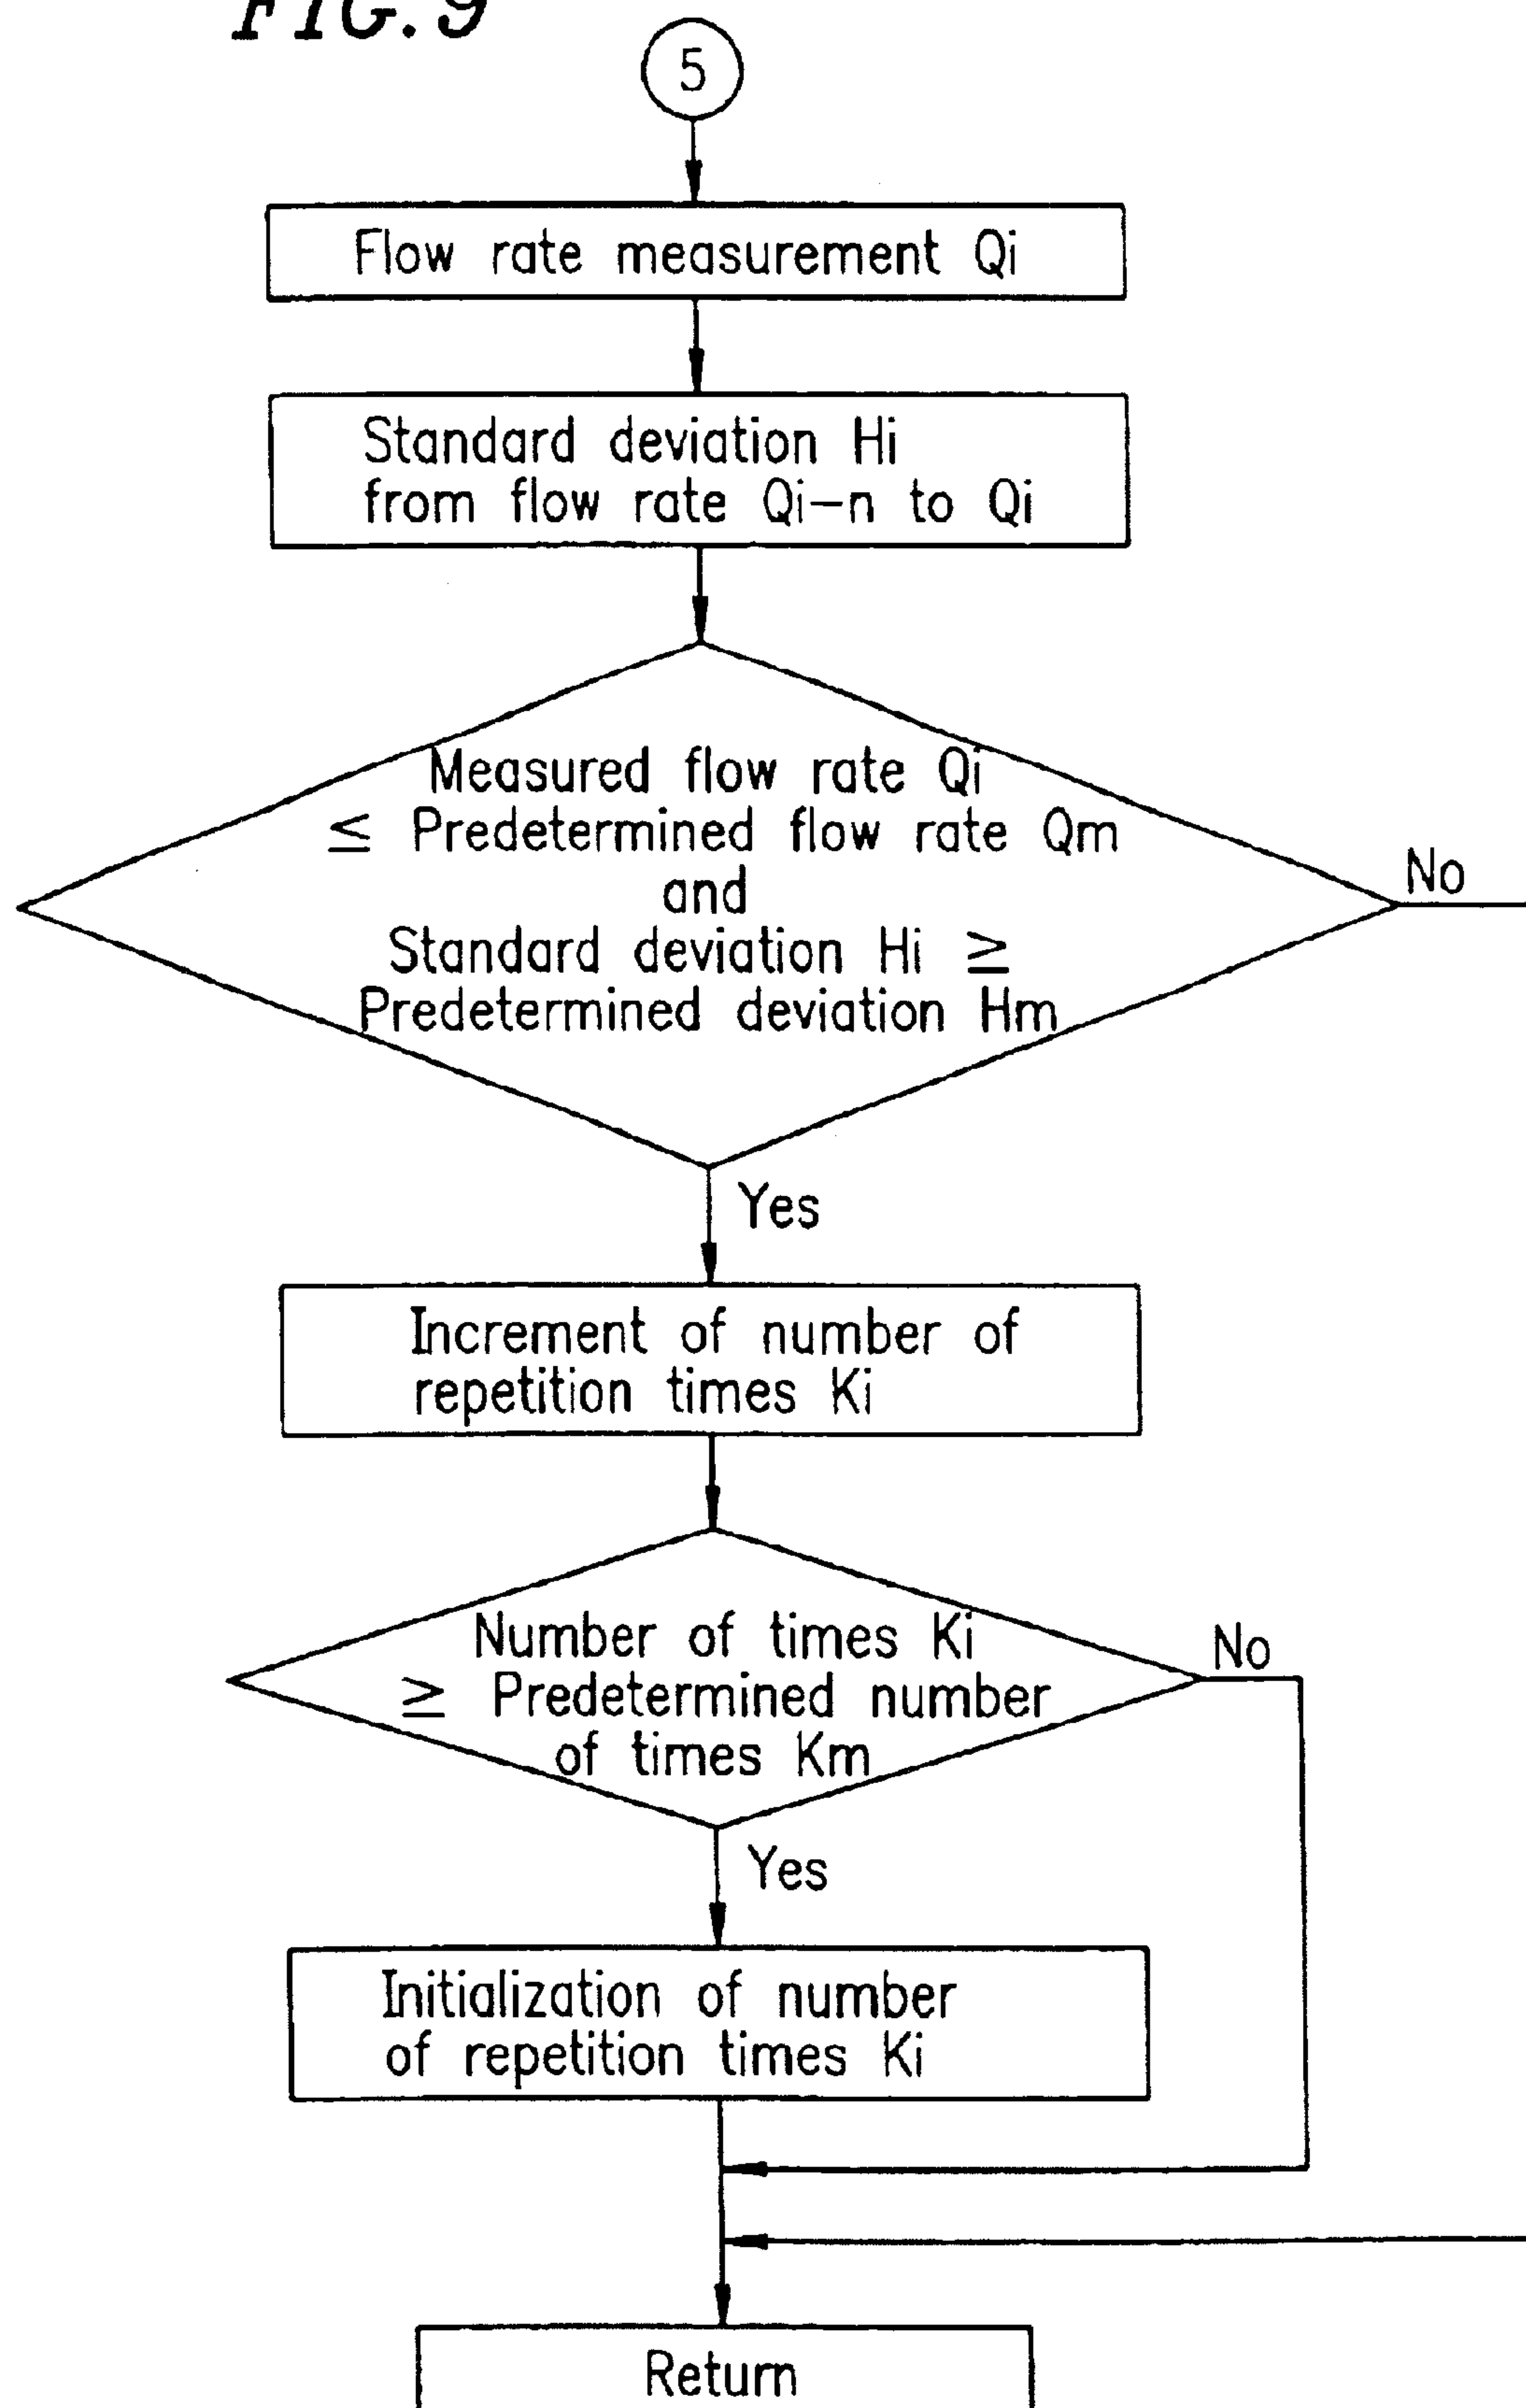 FIG. 9
5
Flow rate measurement Qi
Standard deviation Hi
from flow rate Qi-n to Qi
Measured flow rate Qi
≤ Predetermined flow rate Qm
and
Standard deviation Hi ≥
Predetermined deviation Hm
No
Yes
Increment of number of
repetition times Ki
Number of times Ki
≥ Predetermined number
of times Km
No
Yes
Initialization of number
of repetition times Ki
Return